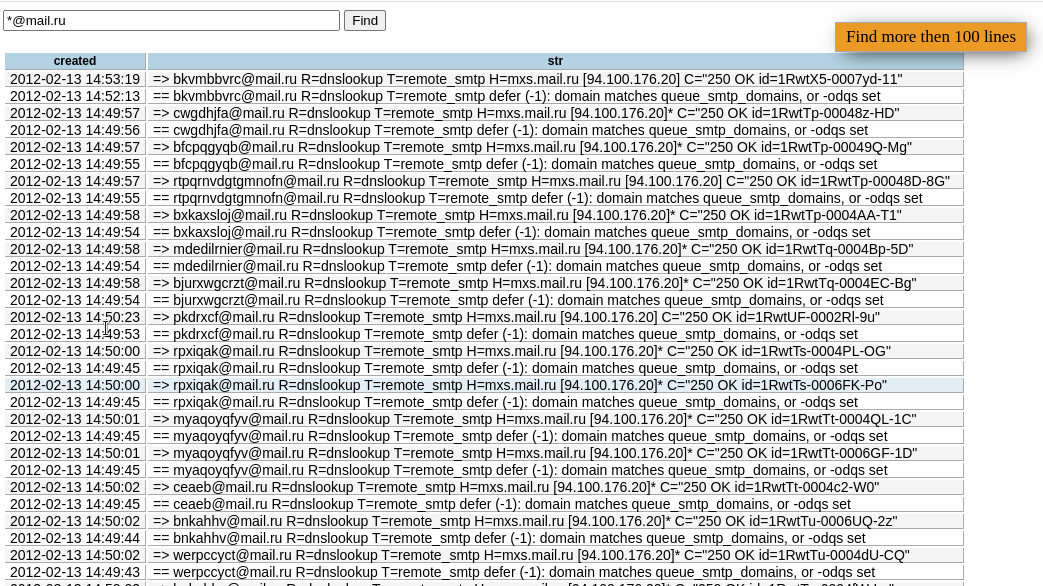 *@mail.ru Find
Find more then 100 lines
created str
2012-02-13 14:53:19 => bkvmbbvrc@mail.ru R=dnslookup T=remote_smtp H=mxs.mail.ru [94.100.176.20] C="250 OK id=1RwtX5-0007yd-11"
2012-02-13 14:52:13 == bkvmbbvrc@mail.ru R=dnslookup T=remote_smtp defer (-1): domain matches queue_smtp_domains, or -odqs set
2012-02-13 14:49:57 => cwgdhjfa@mail.ru R=dnslookup T=remote_smtp H=mxs.mail.ru [94.100.176.20]* C="250 OK id=1RwtTp-00048z-HD"
2012-02-13 14:49:56 == cwgdhjfa@mail.ru R=dnslookup T=remote_smtp defer (-1): domain matches queue_smtp_domains, or -odqs set
2012-02-13 14:49:57 => bfcpqgyqb@mail.ru R=dnslookup T=remote_smtp H=mxs.mail.ru [94.100.176.20]* C="250 OK id=1RwtTp-00049Q-Mg"
2012-02-13 14:49:55 == bfcpqgyqb@mail.ru R=dnslookup T=remote_smtp defer (-1): domain matches queue_smtp_domains, or -odqs set
2012-02-13 14:49:57 => rtpqrnvdgtgmnofn@mail.ru R=dnslookup T=remote_smtp H=mxs.mail.ru [94.100.176.20] C="250 OK id=1RwtTp-00048D-8G"
2012-02-13 14:49:55 == rtpqrnvdgtgmnofn@mail.ru R=dnslookup T=remote_smtp defer (-1): domain matches queue_smtp_domains, or -odqs set
2012-02-13 14:49:58 => bxkaxsloj@mail.ru R=dnslookup T=remote_smtp H=mxs.mail.ru [94.100.176.20]* C="250 OK id=1RwtTp-0004AA-T1"
2012-02-13 14:49:54 == bxkaxsloj@mail.ru R=dnslookup T=remote_smtp defer (-1): domain matches queue_smtp_domains, or -odqs set
2012-02-13 14:49:58 => mdedilrnier@mail.ru R=dnslookup T=remote_smtp H=mxs.mail.ru [94.100.176.20]* C="250 OK id=1RwtTq-0004Bp-5D"
2012-02-13 14:49:54 == mdedilrnier@mail.ru R=dnslookup T=remote_smtp defer (-1): domain matches queue_smtp_domains, or -odqs set
2012-02-13 14:49:58 => bjurxwgcrzt@mail.ru R=dnslookup T=remote_smtp H=mxs.mail.ru [94.100.176.20]* C="250 OK id=1RwtTq-0004EC-Bg"
2012-02-13 14:49:54 == bjurxwgcrzt@mail.ru R=dnslookup T=remote_smtp defer (-1): domain matches queue_smtp_domains, or -odqs set
2012-02-13 14:50:23 => pkdrxcf@mail.ru R=dnslookup T=remote_smtp H=mxs.mail.ru [94.100.176.20] C="250 OK id=1RwtUF-0002Rl-9u"
2012-02-13 14:49:53 == pkdrxcf@mail.ru R=dnslookup T=remote_smtp defer (-1): domain matches queue_smtp_domains, or -odqs set
2012-02-13 14:50:00 => rpxiqak@mail.ru R=dnslookup T=remote_smtp H=mxs.mail.ru [94.100.176.20]* C="250 OK id=1RwtTs-0004PL-OG"
2012-02-13 14:49:45 == rpxiqak@mail.ru R=dnslookup T=remote_smtp defer (-1): domain matches queue_smtp_domains, or -odqs set
2012-02-13 14:50:00 => rpxiqak@mail.ru R=dnslookup T=remote_smtp H=mxs.mail.ru [94.100.176.20]* C="250 OK id=1RwtTs-0006FK-Po"
2012-02-13 14:49:45 == rpxiqak@mail.ru R=dnslookup T=remote_smtp defer (-1): domain matches queue_smtp_domains, or -odqs set
2012-02-13 14:50:01 => myaqoyqfyv@mail.ru R=dnslookup T=remote_smtp H=mxs.mail.ru [94.100.176.20]* C="250 OK id=1RwtTt-0004QL-1C"
2012-02-13 14:49:45 == myaqoyqfyv@mail.ru R=dnslookup T=remote_smtp defer (-1): domain matches queue_smtp_domains, or -odqs set
2012-02-13 14:50:01 => myaqoyqfyv@mail.ru R=dnslookup T=remote_smtp H=mxs.mail.ru [94.100.176.20]* C="250 OK id=1RwtTt-0006GF-1D"
2012-02-13 14:49:45 == myaqoyqfyv@mail.ru R=dnslookup T=remote_smtp defer (-1): domain matches queue_smtp_domains, or -odqs set
2012-02-13 14:50:02 => ceaeb@mail.ru R=dnslookup T=remote_smtp H=mxs.mail.ru [94.100.176.20]* C="250 OK id=1RwtTt-0004c2-W0"
2012-02-13 14:49:45 == ceaeb@mail.ru R=dnslookup T=remote_smtp defer (-1): domain matches queue_smtp_domains, or -odqs set
2012-02-13 14:50:02 => bnkahhv@mail.ru R=dnslookup T=remote_smtp H=mxs.mail.ru [94.100.176.20]* C="250 OK id=1RwtTu-0006UQ-2z"
2012-02-13 14:49:44 == bnkahhv@mail.ru R=dnslookup T=remote_smtp defer (-1): domain matches queue_smtp_domains, or -odqs set
2012-02-13 14:50:02 => werpccyct@mail.ru R=dnslookup T=remote_smtp H=mxs.mail.ru [94.100.176.20]* C="250 OK id=1RwtTu-0004dU-CQ"
2012-02-13 14:49:43 == werpccyct@mail.ru R=dnslookup T=remote_smtp defer (-1): domain matches queue_smtp_domains, or -odqs set